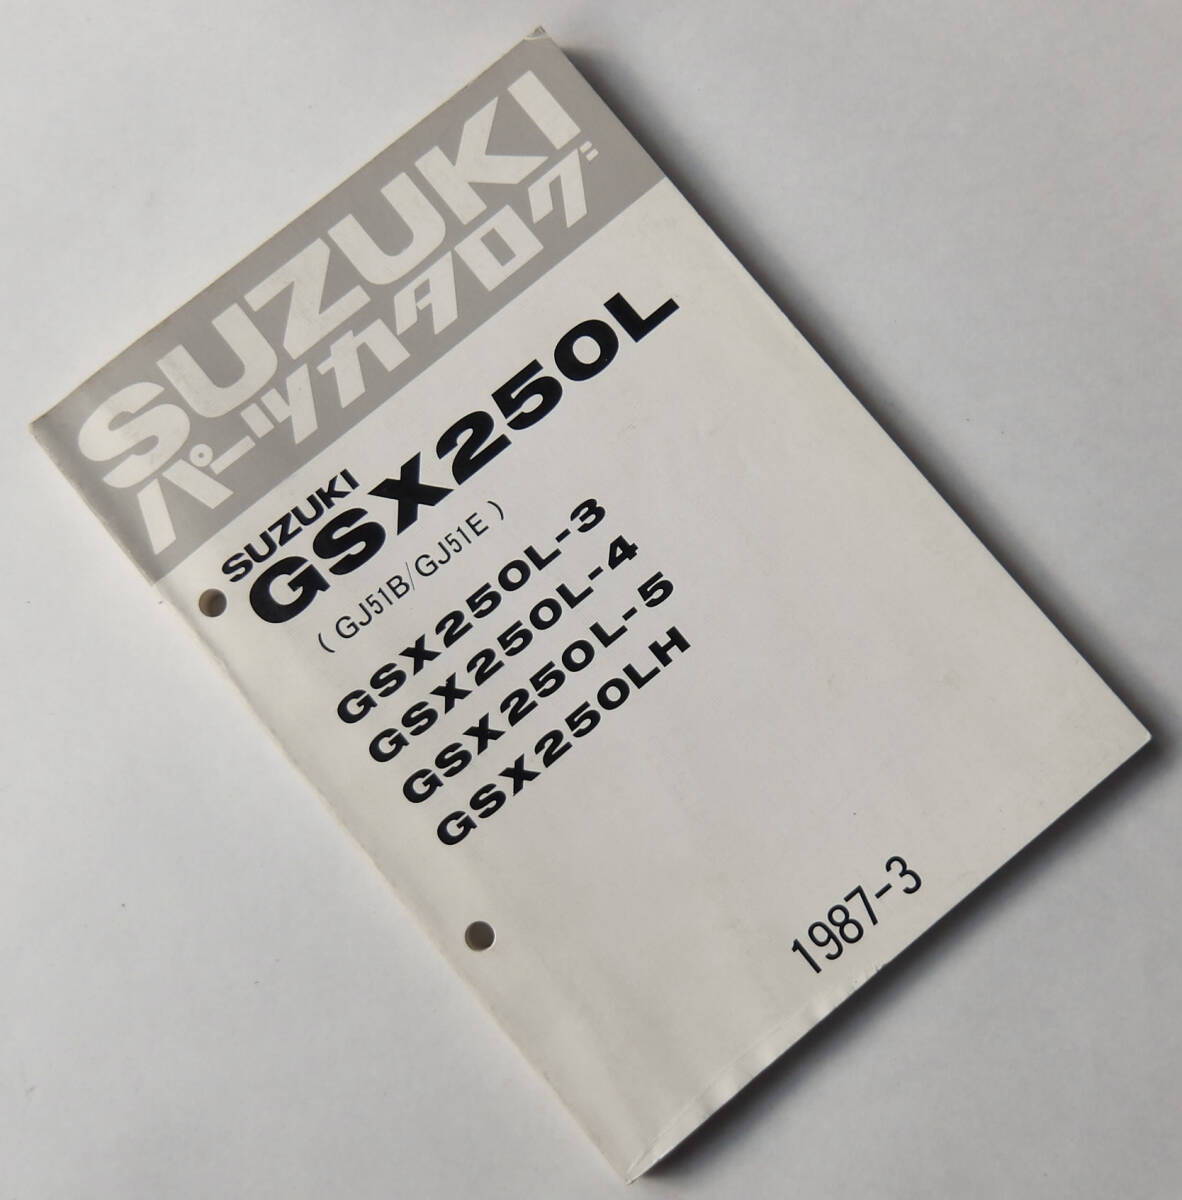 SUZUKI
パーツカタログ
SUZUKI
GSX250L
(GJ51B/GJ51E)
GSX250L-3
GSX250L-4
GSX250L-5
GSX250LH
1987-3